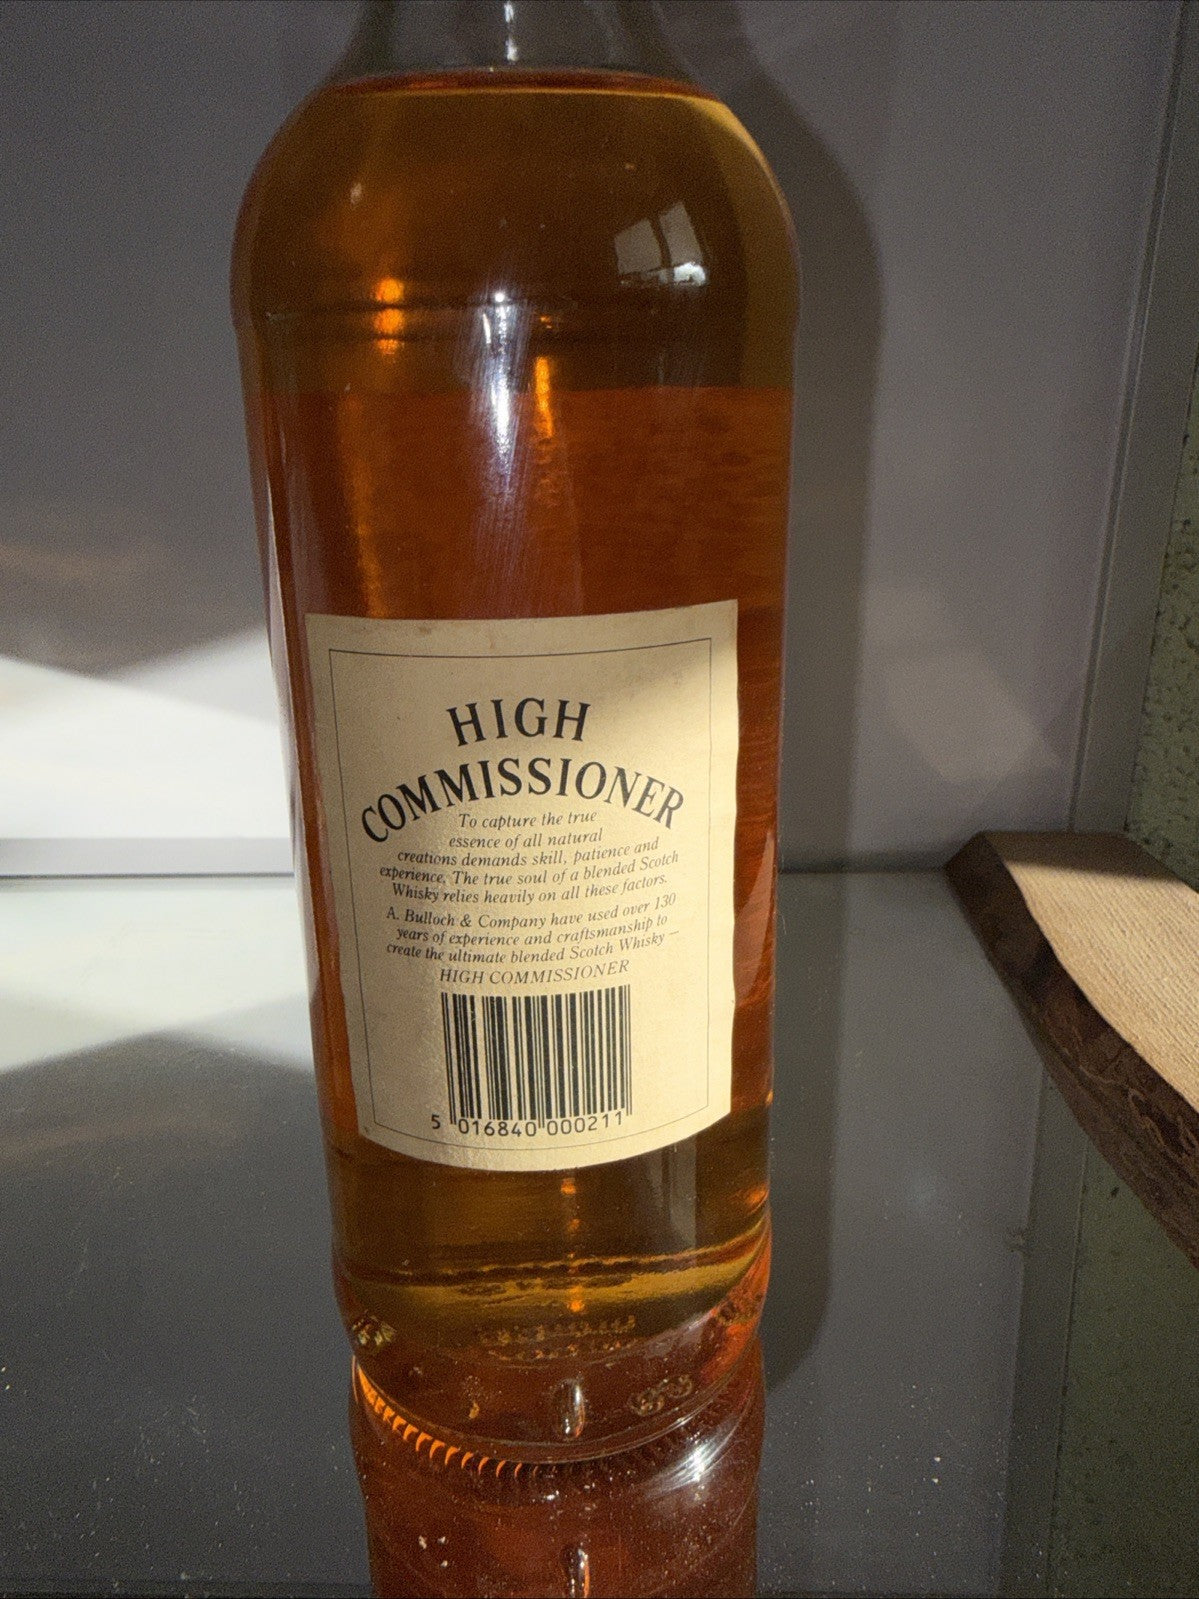 HIGH
COMMISSIONER
To capture the true
essence of all natural
creations demands skill, patience and
experience. The true soul of a blended Scotch
Whisky relies heavily on all these factors.
A. Bulloch & Company have used over 130
years of experience and craftsmanship to
create the ultimate blended Scotch Whisky –
HIGH COMMISSIONER
5 016840 000211